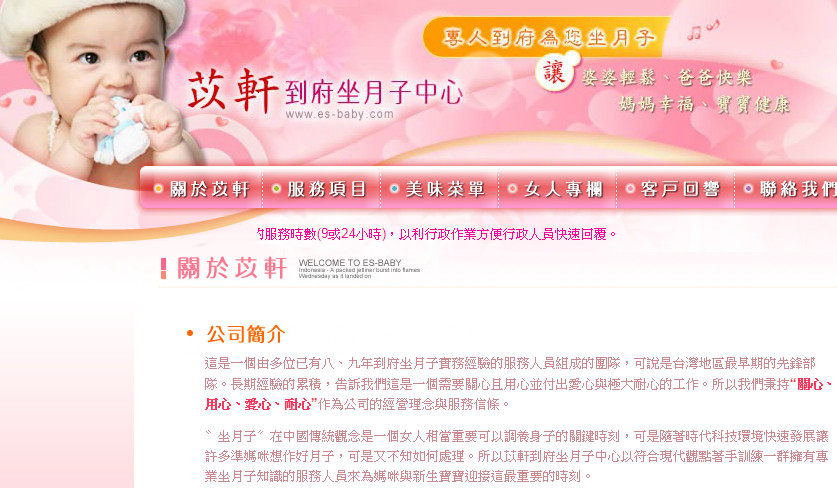 專人到府為您坐月子
讓
婆婆輕鬆、爸爸快樂
媽媽幸福、寶寶健康
苡軒到府坐月子中心
www.es-baby.com
關於苡軒 服務項目 美味菜單 女人專欄 客戶回響 聯絡我們
的服務時數(9或24小時)，以利行政作業方便行政人員快速回覆。
關於苡軒 WELCOME TO ES-BABY
Indonesia - A packed jetliner burst into flames
Wednesday as it landed on
公司簡介
這是一個由多位已有八、九年到府坐月子實務經驗的服務人員組成的團隊，可說是台灣地區最早期的先鋒部
隊。長期經驗的累積，告訴我們這是一個需要關心且用心並付出愛心與極大耐心的工作。所以我們秉持“關心、
用心、愛心、耐心”作為公司的經營理念與服務信條。
〝坐月子〞在中國傳統觀念是一個女人相當重要可以調養身子的關鍵時刻，可是隨著時代科技環境快速發展讓
許多準媽咪想作好月子，可是又不知如何處理。所以苡軒到府坐月子中心以符合現代觀點著手訓練一群擁有專
業坐月子知識的服務人員來為媽咪與新生寶寶迎接這最重要的時刻。